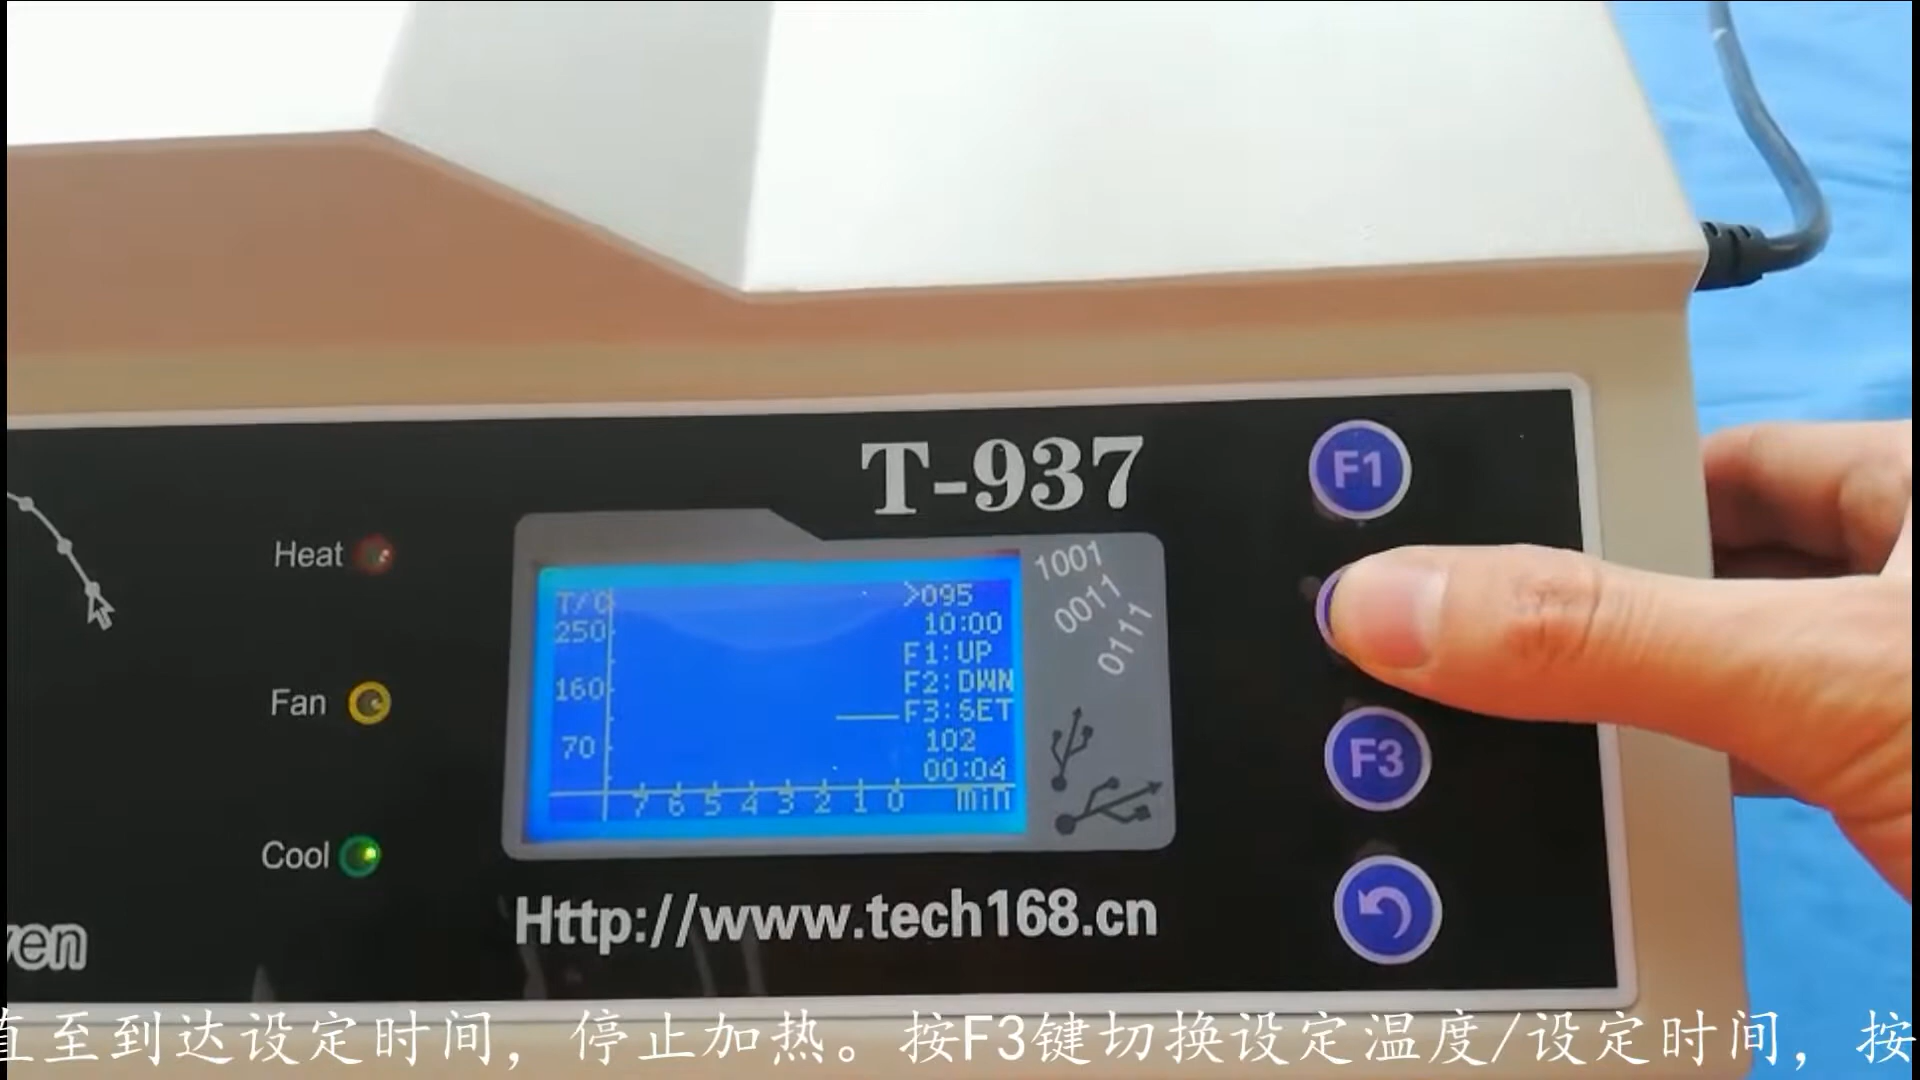 T-937
F1
Heat
Fan
Cool
T/C
250
160
70
7 6 5 4 3 2 1 0 min
>095
10:00
F1:UP
F2:DWN
F3:SET
102
00:04
1001
0011
0111
F3
Http://www.tech168.cn
ven
直至到达设定时间，停止加热。按F3键切换设定温度/设定时间，按